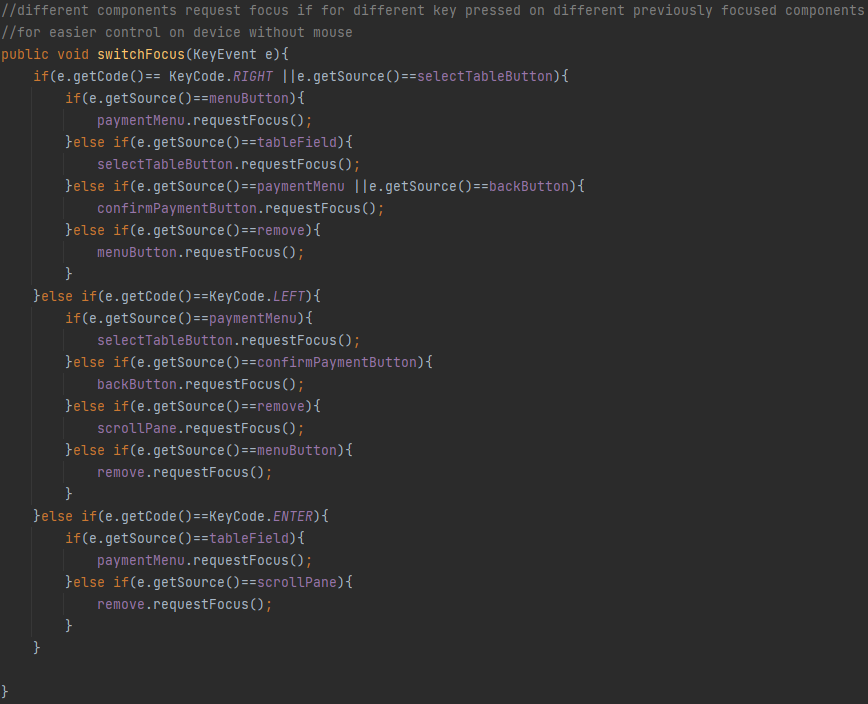 //different components request focus if for different key pressed on different previously focused components
//for easier control on device without mouse
public void switchFocus(KeyEvent e){
    if(e.getCode()== KeyCode.RIGHT ||e.getSource()==selectTableButton){
        if(e.getSource()==menuButton){
            paymentMenu.requestFocus();
        }else if(e.getSource()==tableField){
            selectTableButton.requestFocus();
        }else if(e.getSource()==paymentMenu ||e.getSource()==backButton){
            confirmPaymentButton.requestFocus();
        }else if(e.getSource()==remove){
            menuButton.requestFocus();
        }
    }else if(e.getCode()==KeyCode.LEFT){
        if(e.getSource()==paymentMenu){
            selectTableButton.requestFocus();
        }else if(e.getSource()==confirmPaymentButton){
            backButton.requestFocus();
        }else if(e.getSource()==remove){
            scrollPane.requestFocus();
        }else if(e.getSource()==menuButton){
            remove.requestFocus();
        }
    }else if(e.getCode()==KeyCode.ENTER){
        if(e.getSource()==tableField){
            paymentMenu.requestFocus();
        }else if(e.getSource()==scrollPane){
            remove.requestFocus();
        }
    }

}